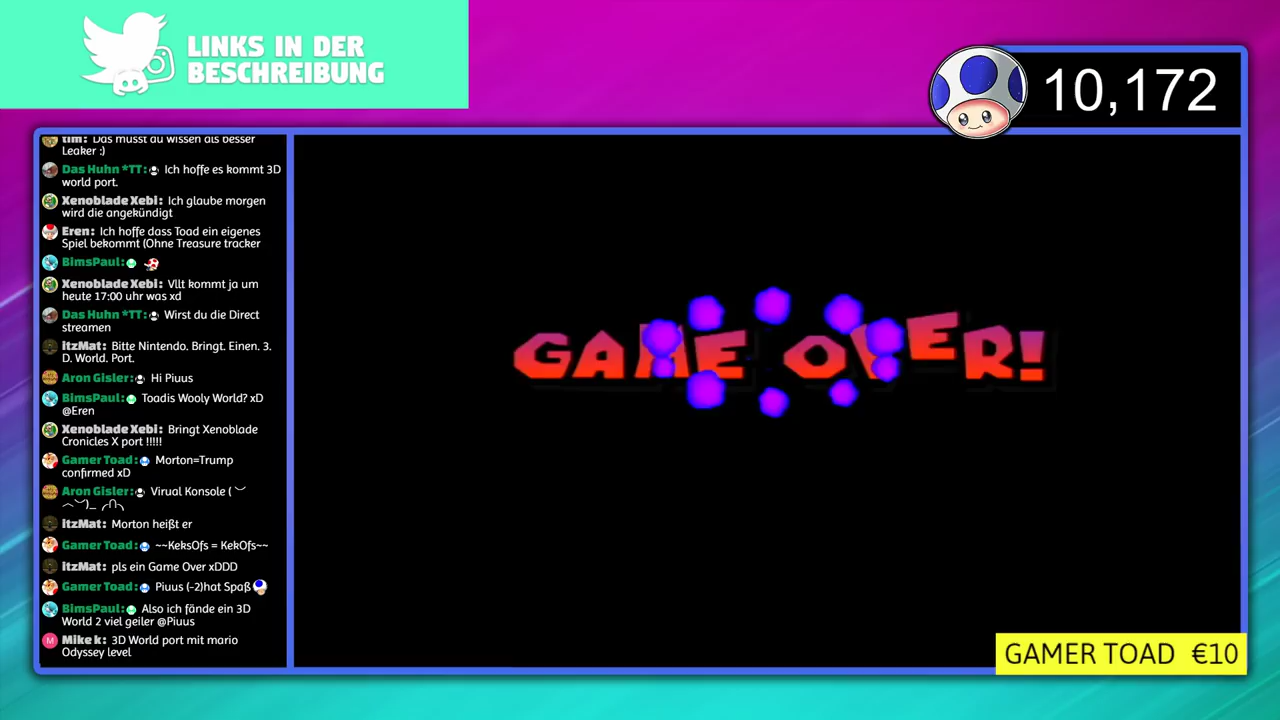 LINKS IN DER
BESCHREIBUNG
10,172
tim: Das musst du wissen als besser
Leaker :)
Das Huhn *TT: Ich hoffe es kommt 3D
world port.
Xenoblade Xebi: Ich glaube morgen
wird die angekündigt
Eren: Ich hoffe dass Toad ein eigenes
Spiel bekommt (Ohne Treasure tracker
BimsPaul:
Xenoblade Xebi: Vllt kommt ja um
heute 17:00 uhr was xd
Das Huhn *TT: Wirst du die Direct
streamen
itzMat: Bitte Nintendo. Bringt. Einen. 3.
D. World. Port.
Aron Gisler: Hi Piuus
BimsPaul: Toadis Wooly World? xD
@Eren
Xenoblade Xebi: Bringt Xenoblade
Cronicles X port !!!!!
Gamer Toad: Morton=Trump
confirmed xD
Aron Gisler: Virual Konsole (
itzMat: Morton heißt er
Gamer Toad: ~~KeksOfs = KekOfs~~
itzMat: pls ein Game Over xDDD
Gamer Toad: Piuus (-2)hat Spaß
BimsPaul: Also ich fände ein 3D
World 2 viel geiler @Piuus
M Mike k: 3D World port mit mario
Odyssey level
GAME OVER!
GAMER TOAD €10